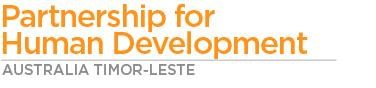 Partnership for
Human Development
AUSTRALIA TIMOR-LESTE